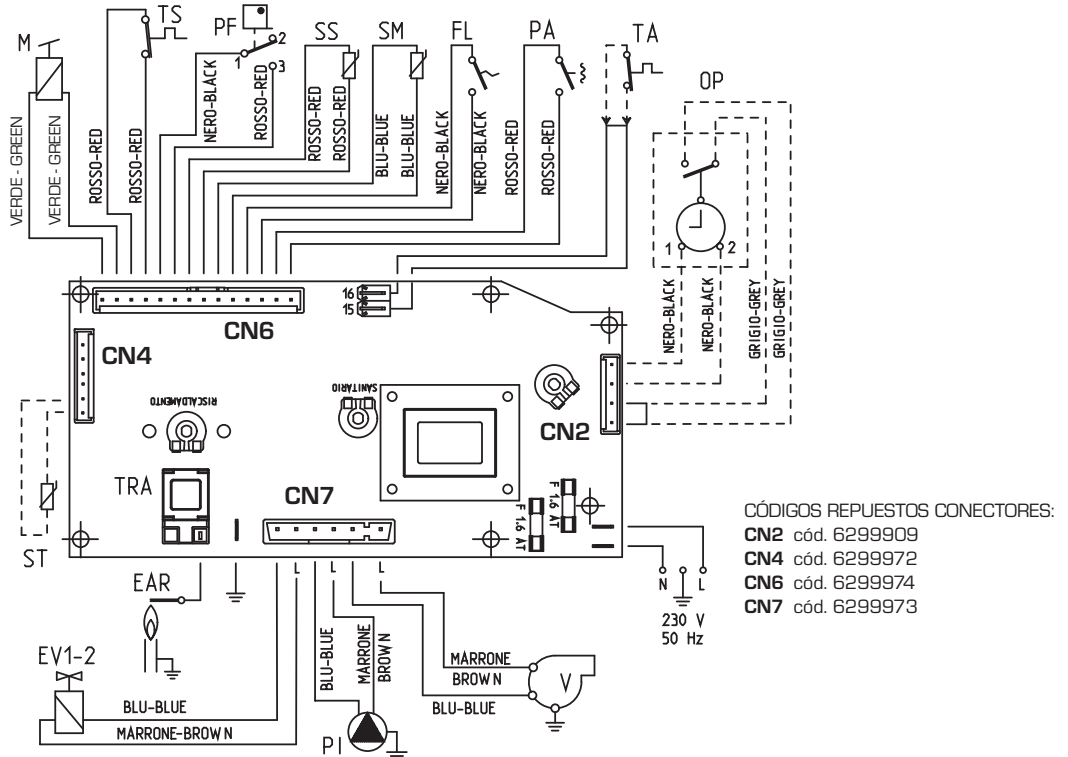 M
TS
PF
1
2
3
SS
SM
FL
PA
TA
OP
VERDE - GREEN
VERDE - GREEN
ROSSO-RED
ROSSO-RED
NERO-BLACK
ROSSO-RED
ROSSO-RED
ROSSO-RED
BLU-BLUE
BLU-BLUE
NERO-BLACK
NERO-BLACK
ROSSO-RED
ROSSO-RED
1
2
NERO-BLACK
NERO-BLACK
GRIGIO-GREY
GRIGIO-GREY
16
15
CN6
CN4
RISCALDAMENTO
SANITARIO
CN2
TRA
CN7
F 1.6 AT
F 1.6 AT
ST
EAR
L
L
L
N
L
230 V
50 Hz
EV1-2
BLU-BLUE
MARRONE-BROWN
BLU-BLUE
MARRONE
BROWN
PI
MARRONE
BROWN
BLU-BLUE
V
CÓDIGOS REPUESTOS CONECTORES:
CN2 cód. 6299909
CN4 cód. 6299972
CN6 cód. 6299974
CN7 cód. 6299973